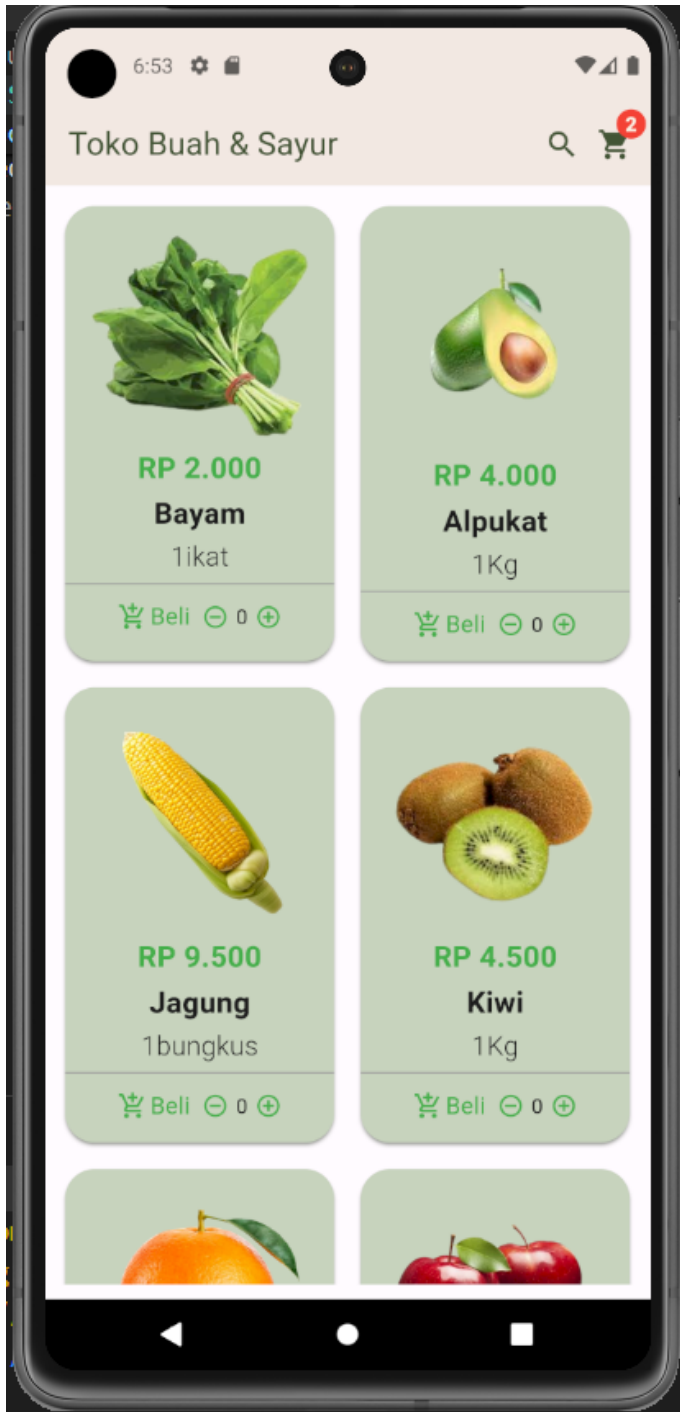 6:53
Toko Buah & Sayur
2
RP 2.000
Bayam
1ikat
Beli 0
RP 4.000
Alpukat
1Kg
Beli 0
RP 9.500
Jagung
1bungkus
Beli 0
RP 4.500
Kiwi
1Kg
Beli 0